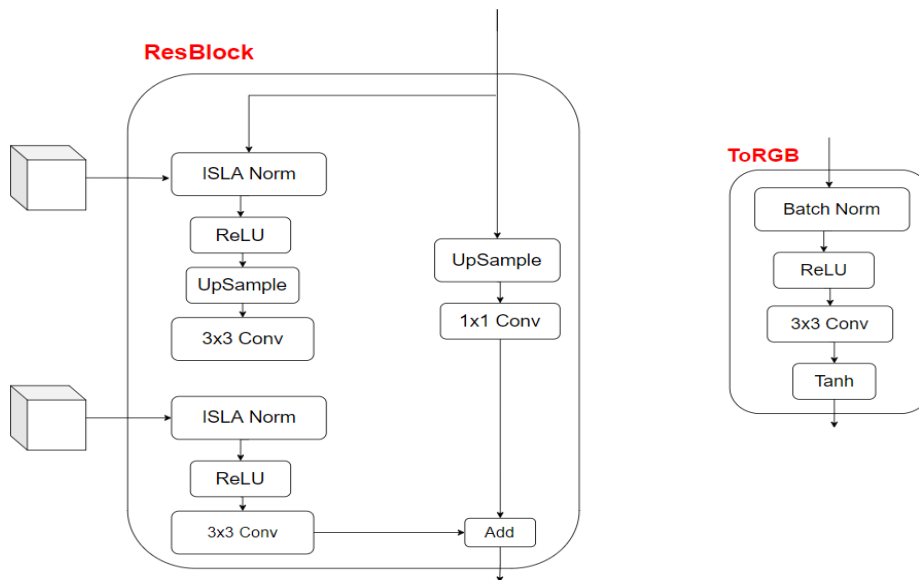 ResBlock
ISLA Norm
ReLU
UpSample
3x3 Conv
ISLA Norm
ReLU
3x3 Conv
UpSample
1x1 Conv
Add
ToRGB
Batch Norm
ReLU
3x3 Conv
Tanh